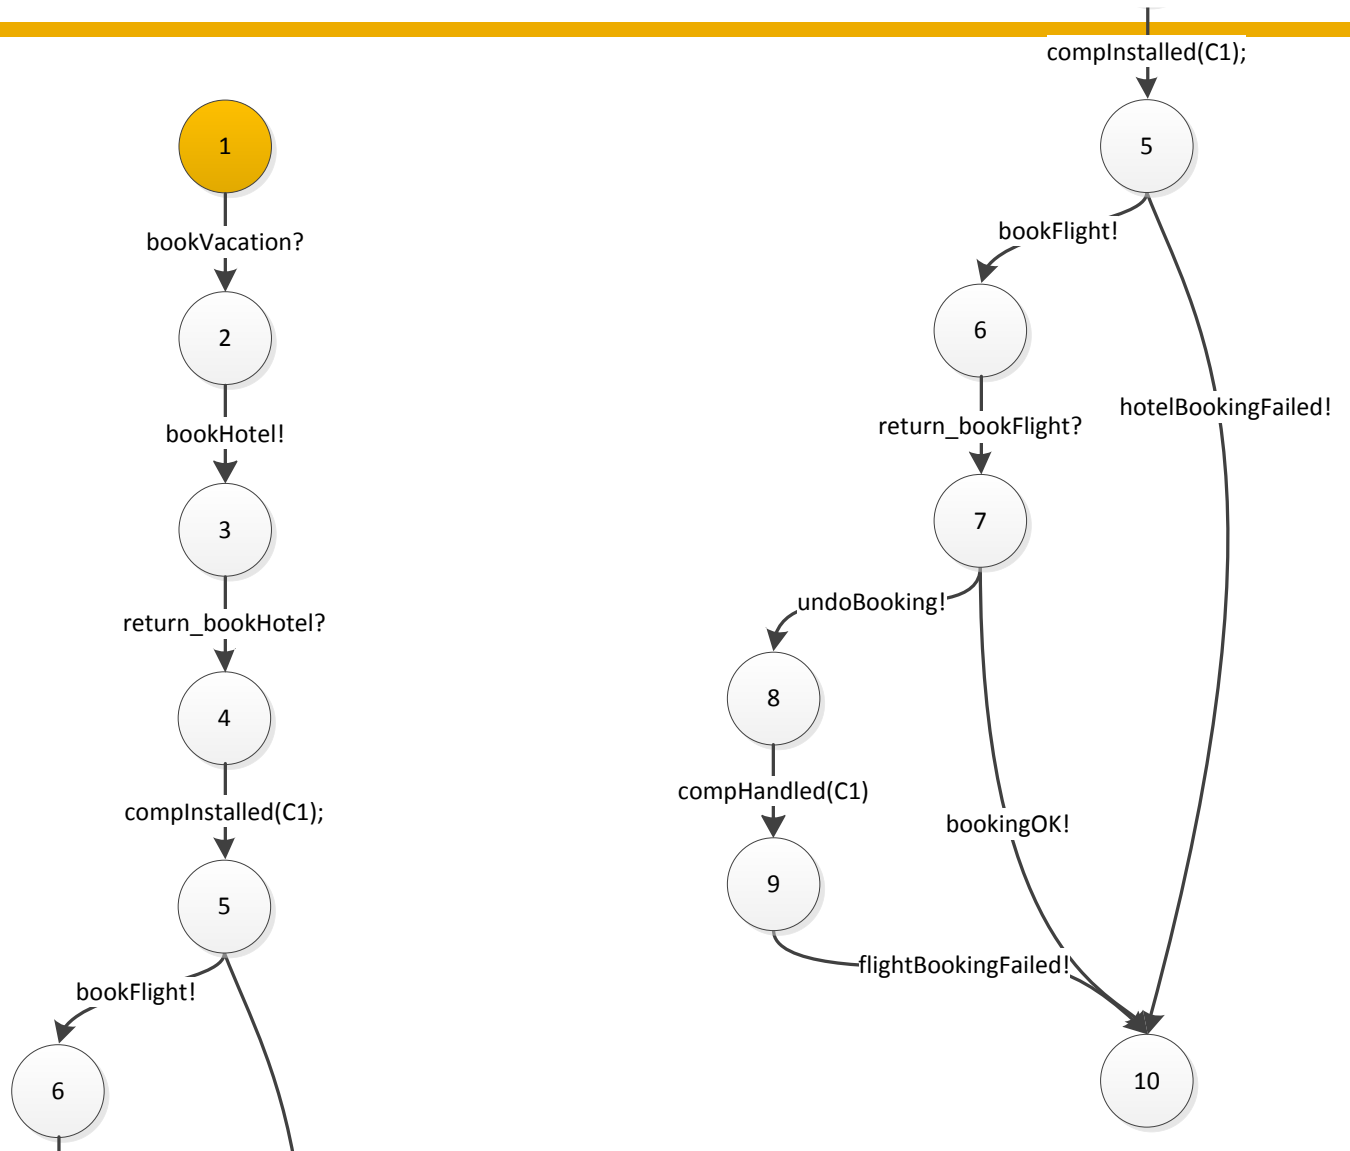 1
bookVacation?
2
bookHotel!
3
return_bookHotel?
4
compInstalled(C1);
5
bookFlight!
6
compInstalled(C1);
5
bookFlight!
6
hotelBookingFailed!
return_bookFlight?
7
undoBooking!
8
compHandled(C1)
bookingOK!
9
flightBookingFailed!
10